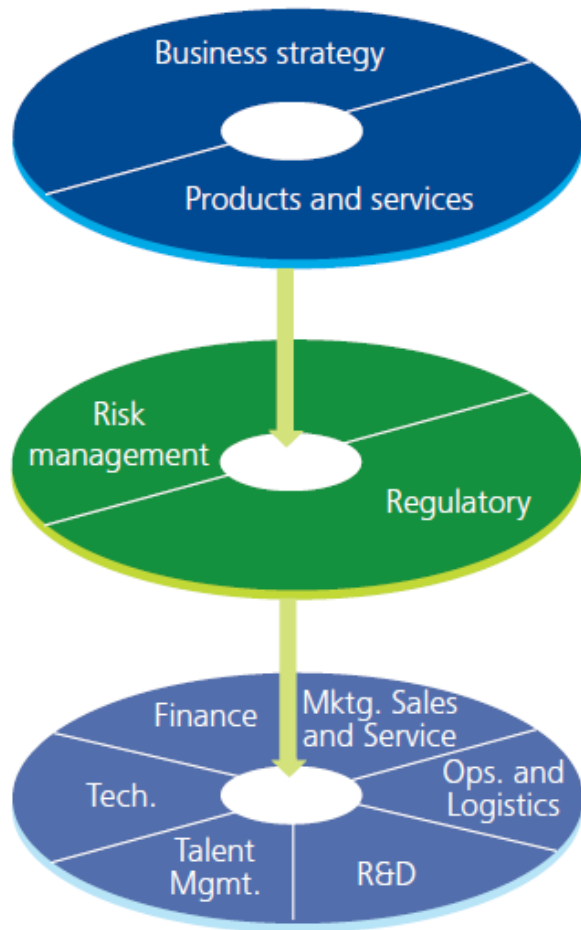 Business strategy
Products and services
Risk
management
Regulatory
Finance
Mktg. Sales
and Service
Tech.
Ops. and
Logistics
Talent
Mgmt.
R&D